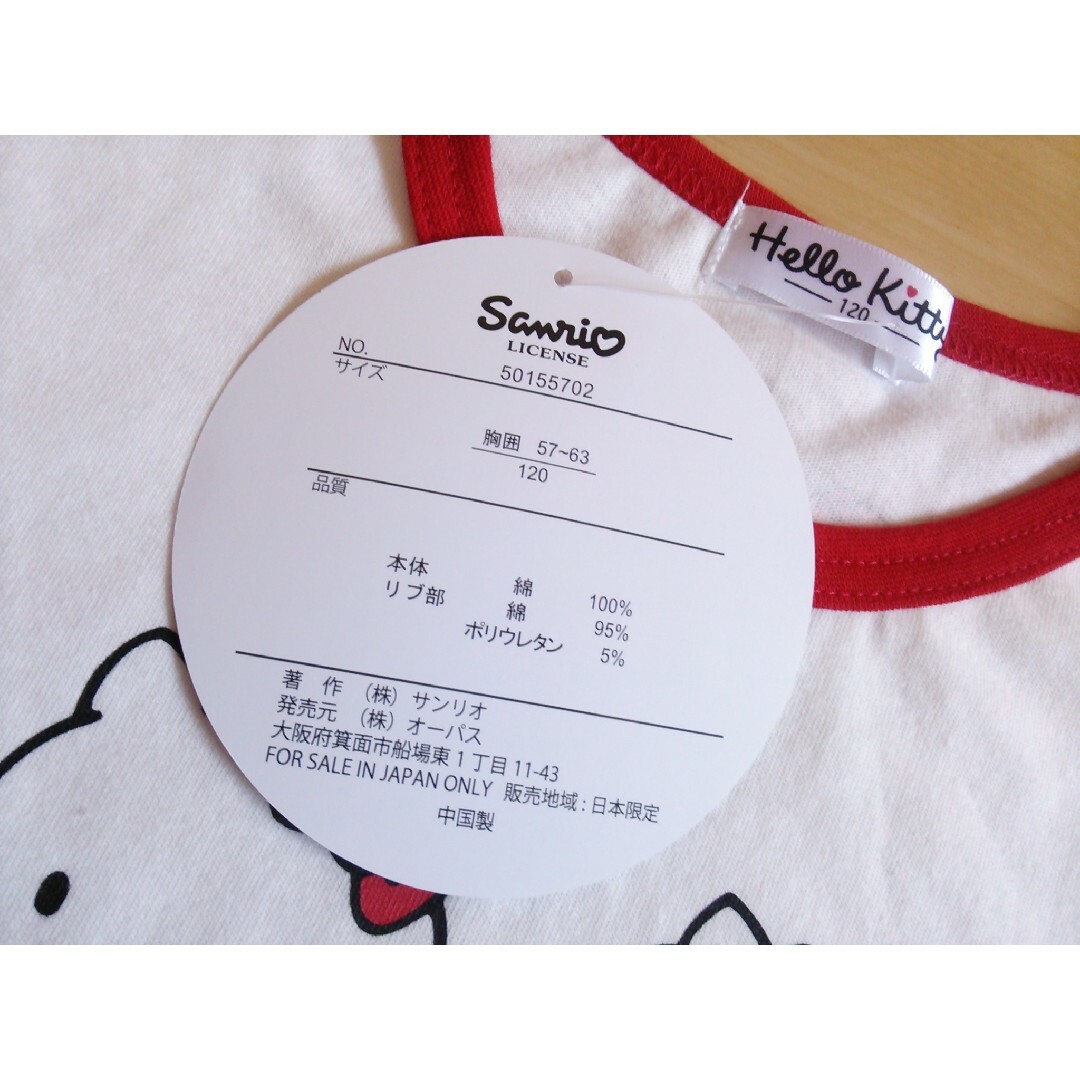 Sanrio
LICENSE
NO. 50155702
サイズ
胸囲 57~63
120
品質
本体 綿 100%
リブ部 綿 95%
ポリウレタン 5%
著 作 (株) サンリオ
発売元 (株) オーパス
大阪府箕面市船場東1丁目11-43
FOR SALE IN JAPAN ONLY 販売地域:日本限定
中国製
Hello Kitty
120